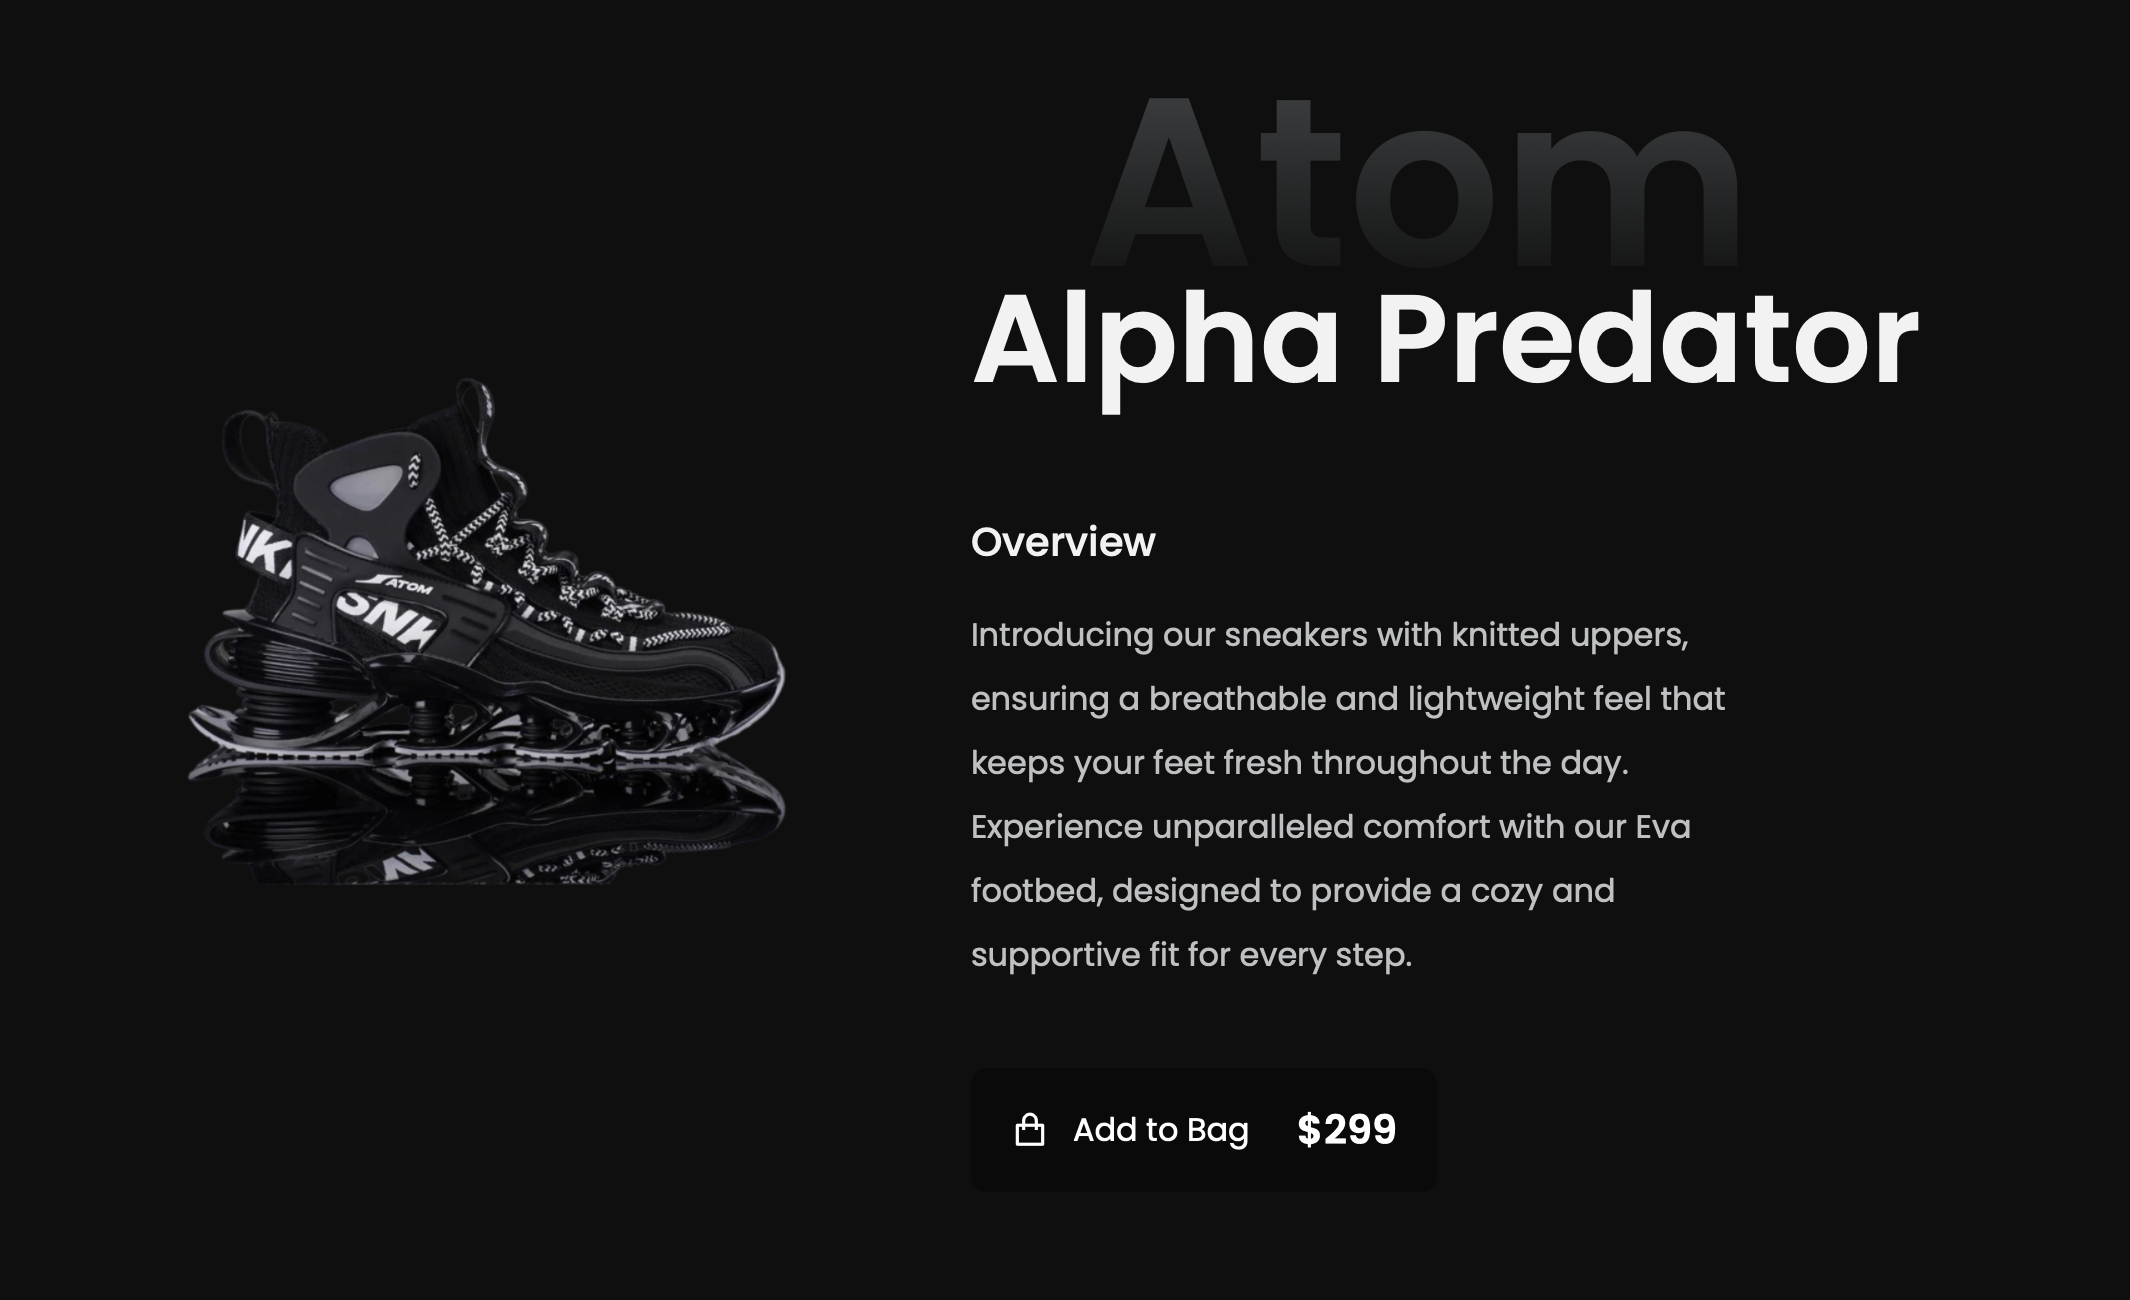 Atom
Alpha Predator
Overview
Introducing our sneakers with knitted uppers,
ensuring a breathable and lightweight feel that
keeps your feet fresh throughout the day.
Experience unparalleled comfort with our Eva
footbed, designed to provide a cozy and
supportive fit for every step.
Add to Bag $299
ATOM
SNK